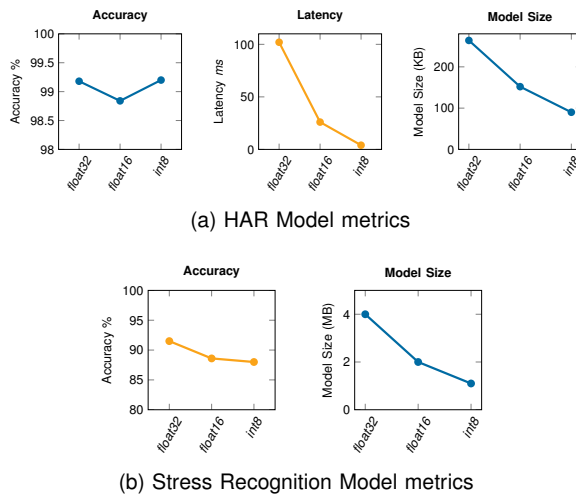 Accuracy
Latency
Model Size
100
99.5
99
98.5
98
Accuracy %
float32
float16
int8
100
50
0
Latency ms
float32
float16
int8
200
100
0
Model Size (KB)
float32
float16
int8
(a) HAR Model metrics
Accuracy
Model Size
100
95
90
85
80
Accuracy %
float32
float16
int8
4
2
0
Model Size (MB)
float32
float16
int8
(b) Stress Recognition Model metrics